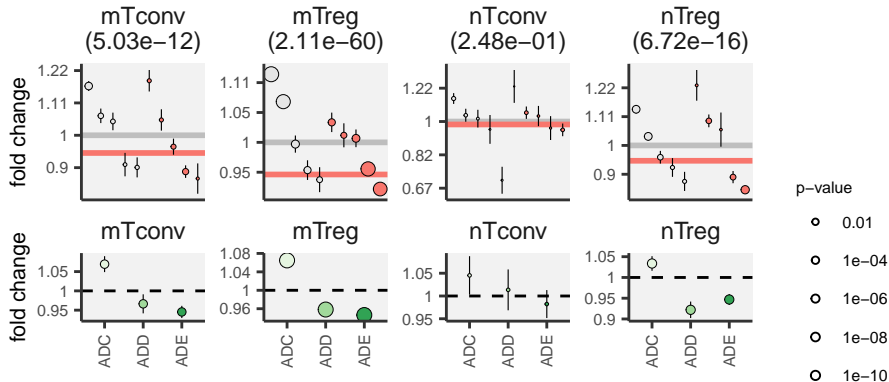 mTconv
(5.03e−12)
mTreg
(2.11e−60)
nTconv
(2.48e−01)
nTreg
(6.72e−16)
fold change
1.22
1.11
1
0.9
1.11
1.05
1
0.95
1.22
1
0.82
0.67
1.22
1.11
1
0.9
mTconv
mTreg
nTconv
nTreg
fold change
1.05
1
0.95
1.08
1.04
1
0.96
1.05
1
0.95
1.05
1
0.95
0.9
ADC
ADD
ADE
ADC
ADD
ADE
ADC
ADD
ADE
ADC
ADD
ADE
p−value
0.01
1e−04
1e−06
1e−08
1e−10